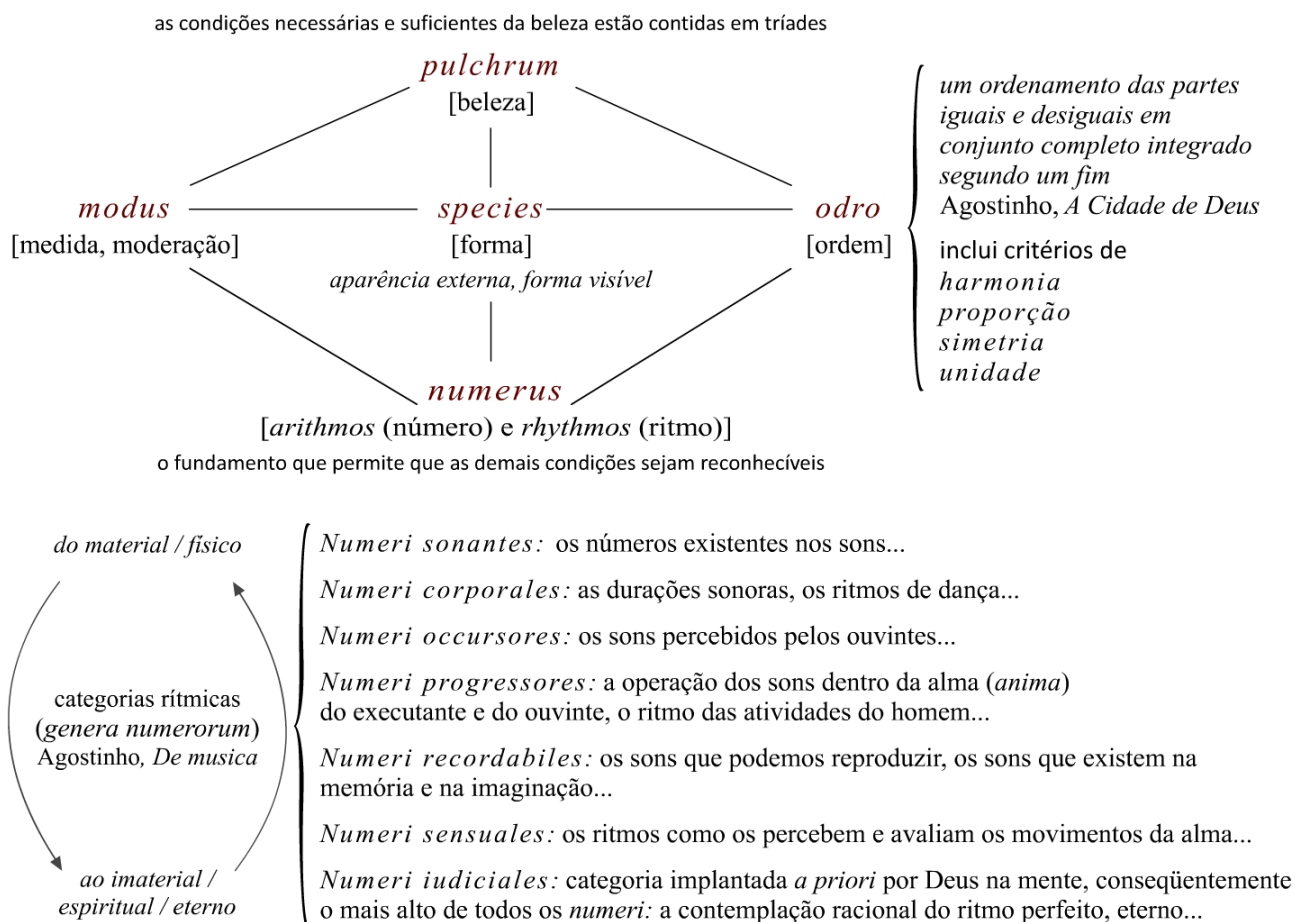 as condições necessárias e suficientes da beleza estão contidas em tríades
pulchrum
[beleza]
modus
[medida, moderação]
species
[forma]
aparência externa, forma visível
odro
[ordem]
numerus
[arithmos (número) e rhythmos (ritmo)]
o fundamento que permite que as demais condições sejam reconhecíveis
um ordenamento das partes
iguais e desiguais em
conjunto completo integrado
segundo um fim
Agostinho, A Cidade de Deus
inclui critérios de
harmonia
proporção
simetria
unidade
do material / físico
categorias rítmicas
(genera numerorum)
Agostinho, De musica
ao imaterial /
espiritual / eterno
Numeri sonantes: os números existentes nos sons...
Numeri corporales: as durações sonoras, os ritmos de dança...
Numeri occursores: os sons percebidos pelos ouvintes...
Numeri progressores: a operação dos sons dentro da alma (anima)
do executante e do ouvinte, o ritmo das atividades do homem...
Numeri recordabiles: os sons que podemos reproduzir, os sons que existem na
memória e na imaginação...
Numeri sensuales: os ritmos como os percebem e avaliam os movimentos da alma...
Numeri iudiciales: categoria implantada a priori por Deus na mente, conseqüentemente
o mais alto de todos os numeri: a contemplação racional do ritmo perfeito, eterno...